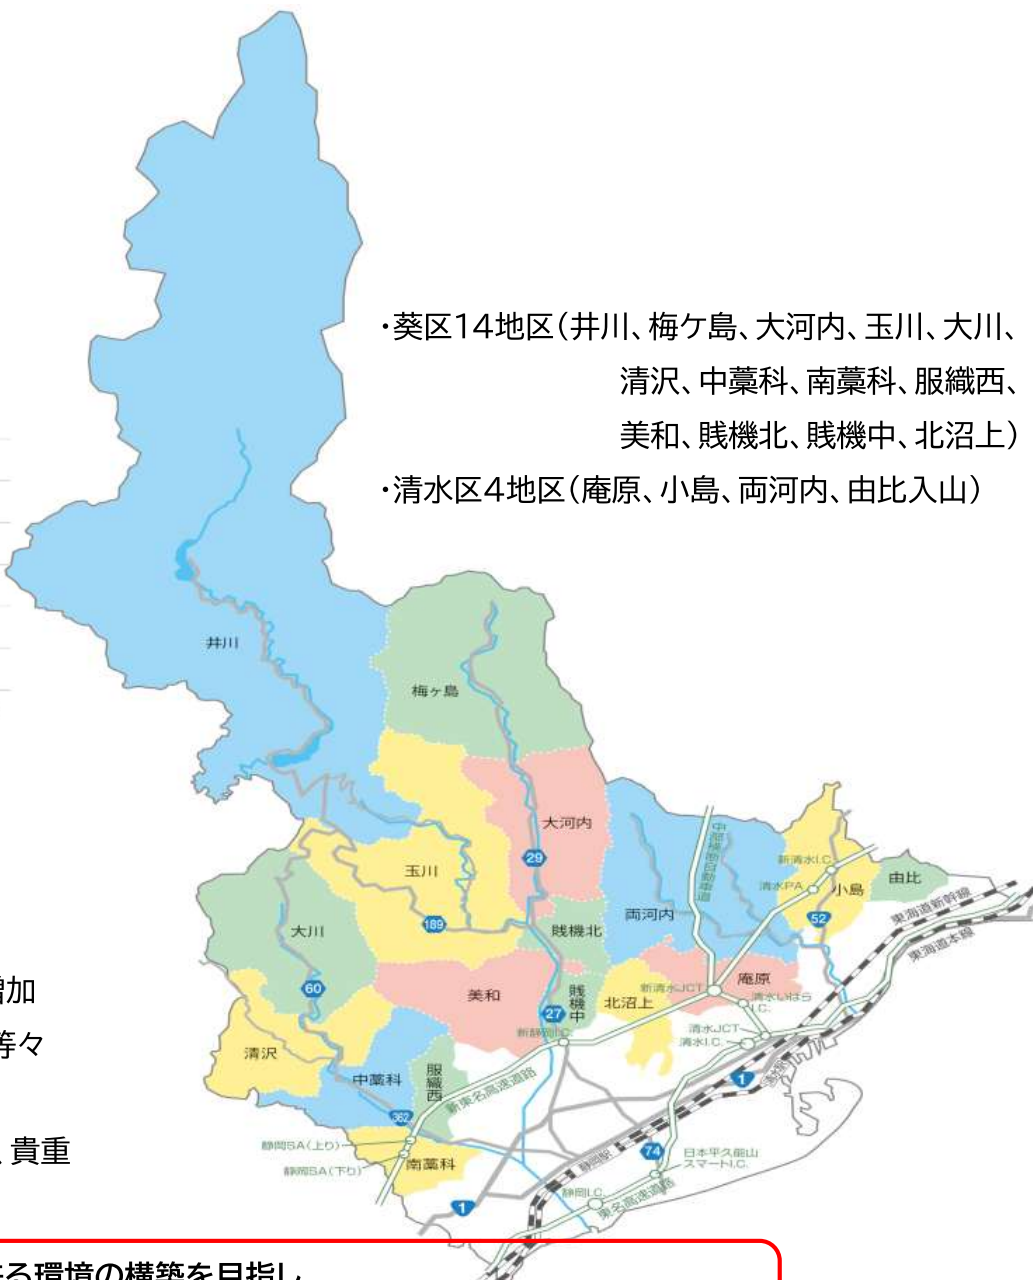 ・葵区14地区(井川、梅ケ島、大河内、玉川、大川、
清沢、中藁科、南藁科、服織西、
美和、賎機北、賎機中、北沼上)
・清水区4地区(庵原、小島、両河内、由比入山)
井川
梅ヶ島
大河内
29
玉川
189
中部横断自動車道
新清水I.C.
清水PA
小島
由比
52
東海道新幹線
東海道本線
両河内
大川
賎機北
60
美和
賎機中
27
北沼上
新清水JCT
庵原
清水いはらI.C.
清水JCT
清水I.C.
新静岡I.C.
清沢
中藁科
服織西
新東名高速道路
362
1
清水駅
静岡SA(上り)
静岡SA(下り)
南藁科
静岡駅
74
日本平久能山
スマートI.C.
静岡I.C.
東名高速道路
1
増加
等々
、貴重
来る環境の構築を目指し